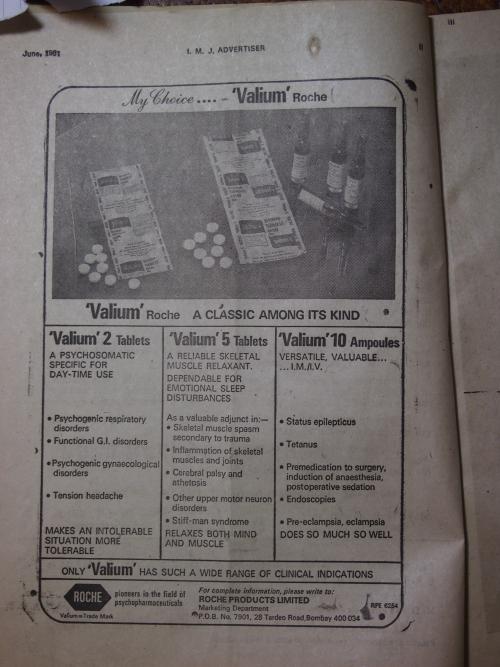 June, 1981
I. M. J. ADVERTISER
ii
iii
My Choice .... – 'Valium' Roche
'Valium' Roche A CLASSIC AMONG ITS KIND
'Valium' 2 Tablets
A PSYCHOSOMATIC
SPECIFIC FOR
DAY-TIME USE
• Psychogenic respiratory
disorders
• Functional G.I. disorders
• Psychogenic gynaecological
disorders
• Tension headache
MAKES AN INTOLERABLE
SITUATION MORE
TOLERABLE
'Valium' 5 Tablets
A RELIABLE SKELETAL
MUSCLE RELAXANT.
DEPENDABLE FOR
EMOTIONAL SLEEP
DISTURBANCES
As a valuable adjunct in:—
• Skeletal muscle spasm
secondary to trauma
• Inflammation of skeletal
muscles and joints
• Cerebral palsy and
athetosis
• Other upper motor neuron
disorders
• Stiff-man syndrome
RELAXES BOTH MIND
AND MUSCLE
'Valium' 10 Ampoules
VERSATILE, VALUABLE...
... I.M./I.V.
• Status epilepticus
• Tetanus
• Premedication to surgery,
induction of anaesthesia,
postoperative sedation
• Endoscopies
• Pre-eclampsia, eclampsia
DOES SO MUCH SO WELL
ONLY 'Valium' HAS SUCH A WIDE RANGE OF CLINICAL INDICATIONS
ROCHE
pioneers in the field of
psychopharmaceuticals
Valium = Trade Mark
For complete information, please write to:
ROCHE PRODUCTS LIMITED
Marketing Department
P.O.B. No. 7901, 28 Tardeo Road, Bombay 400 034
RPE 6254